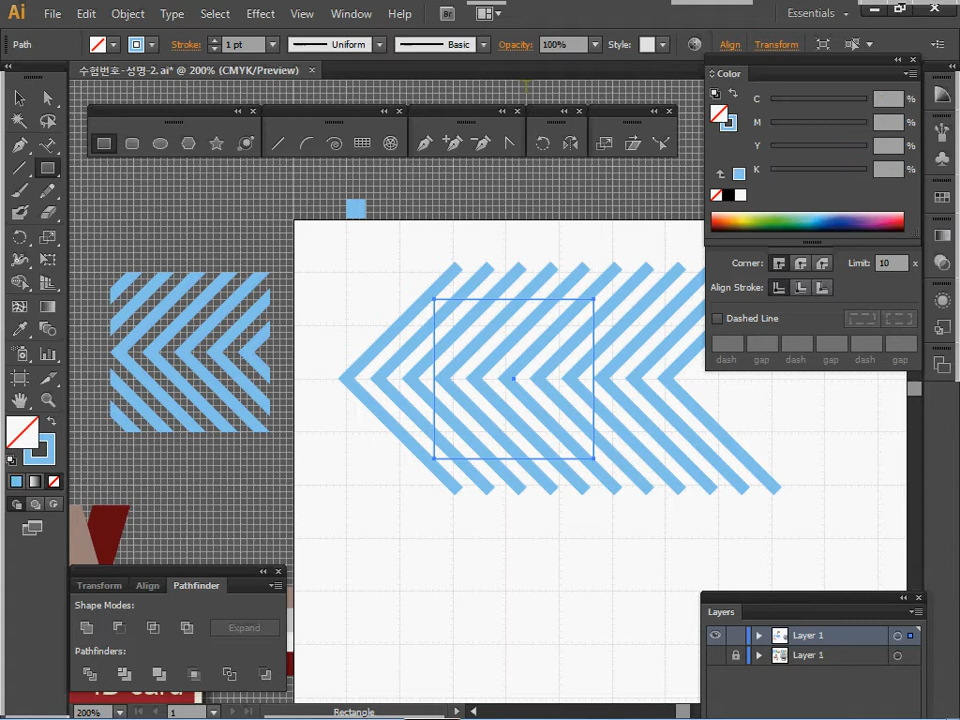 Ai File Edit Object Type Select Effect View Window Help Br Essentials
Path Stroke: 1 pt Uniform Basic Opacity: 100% Style: Align Transform
수험번호-성명-2.ai* @ 200% (CMYK/Preview)
Color
C %
M %
Y %
K %
Corner: Limit: 10 x
Align Stroke:
Dashed Line
dash gap dash gap dash gap
Transform Align Pathfinder
Shape Modes:
Expand
Pathfinders:
Layers
Layer 1
Layer 1
200% 1 Rectangle